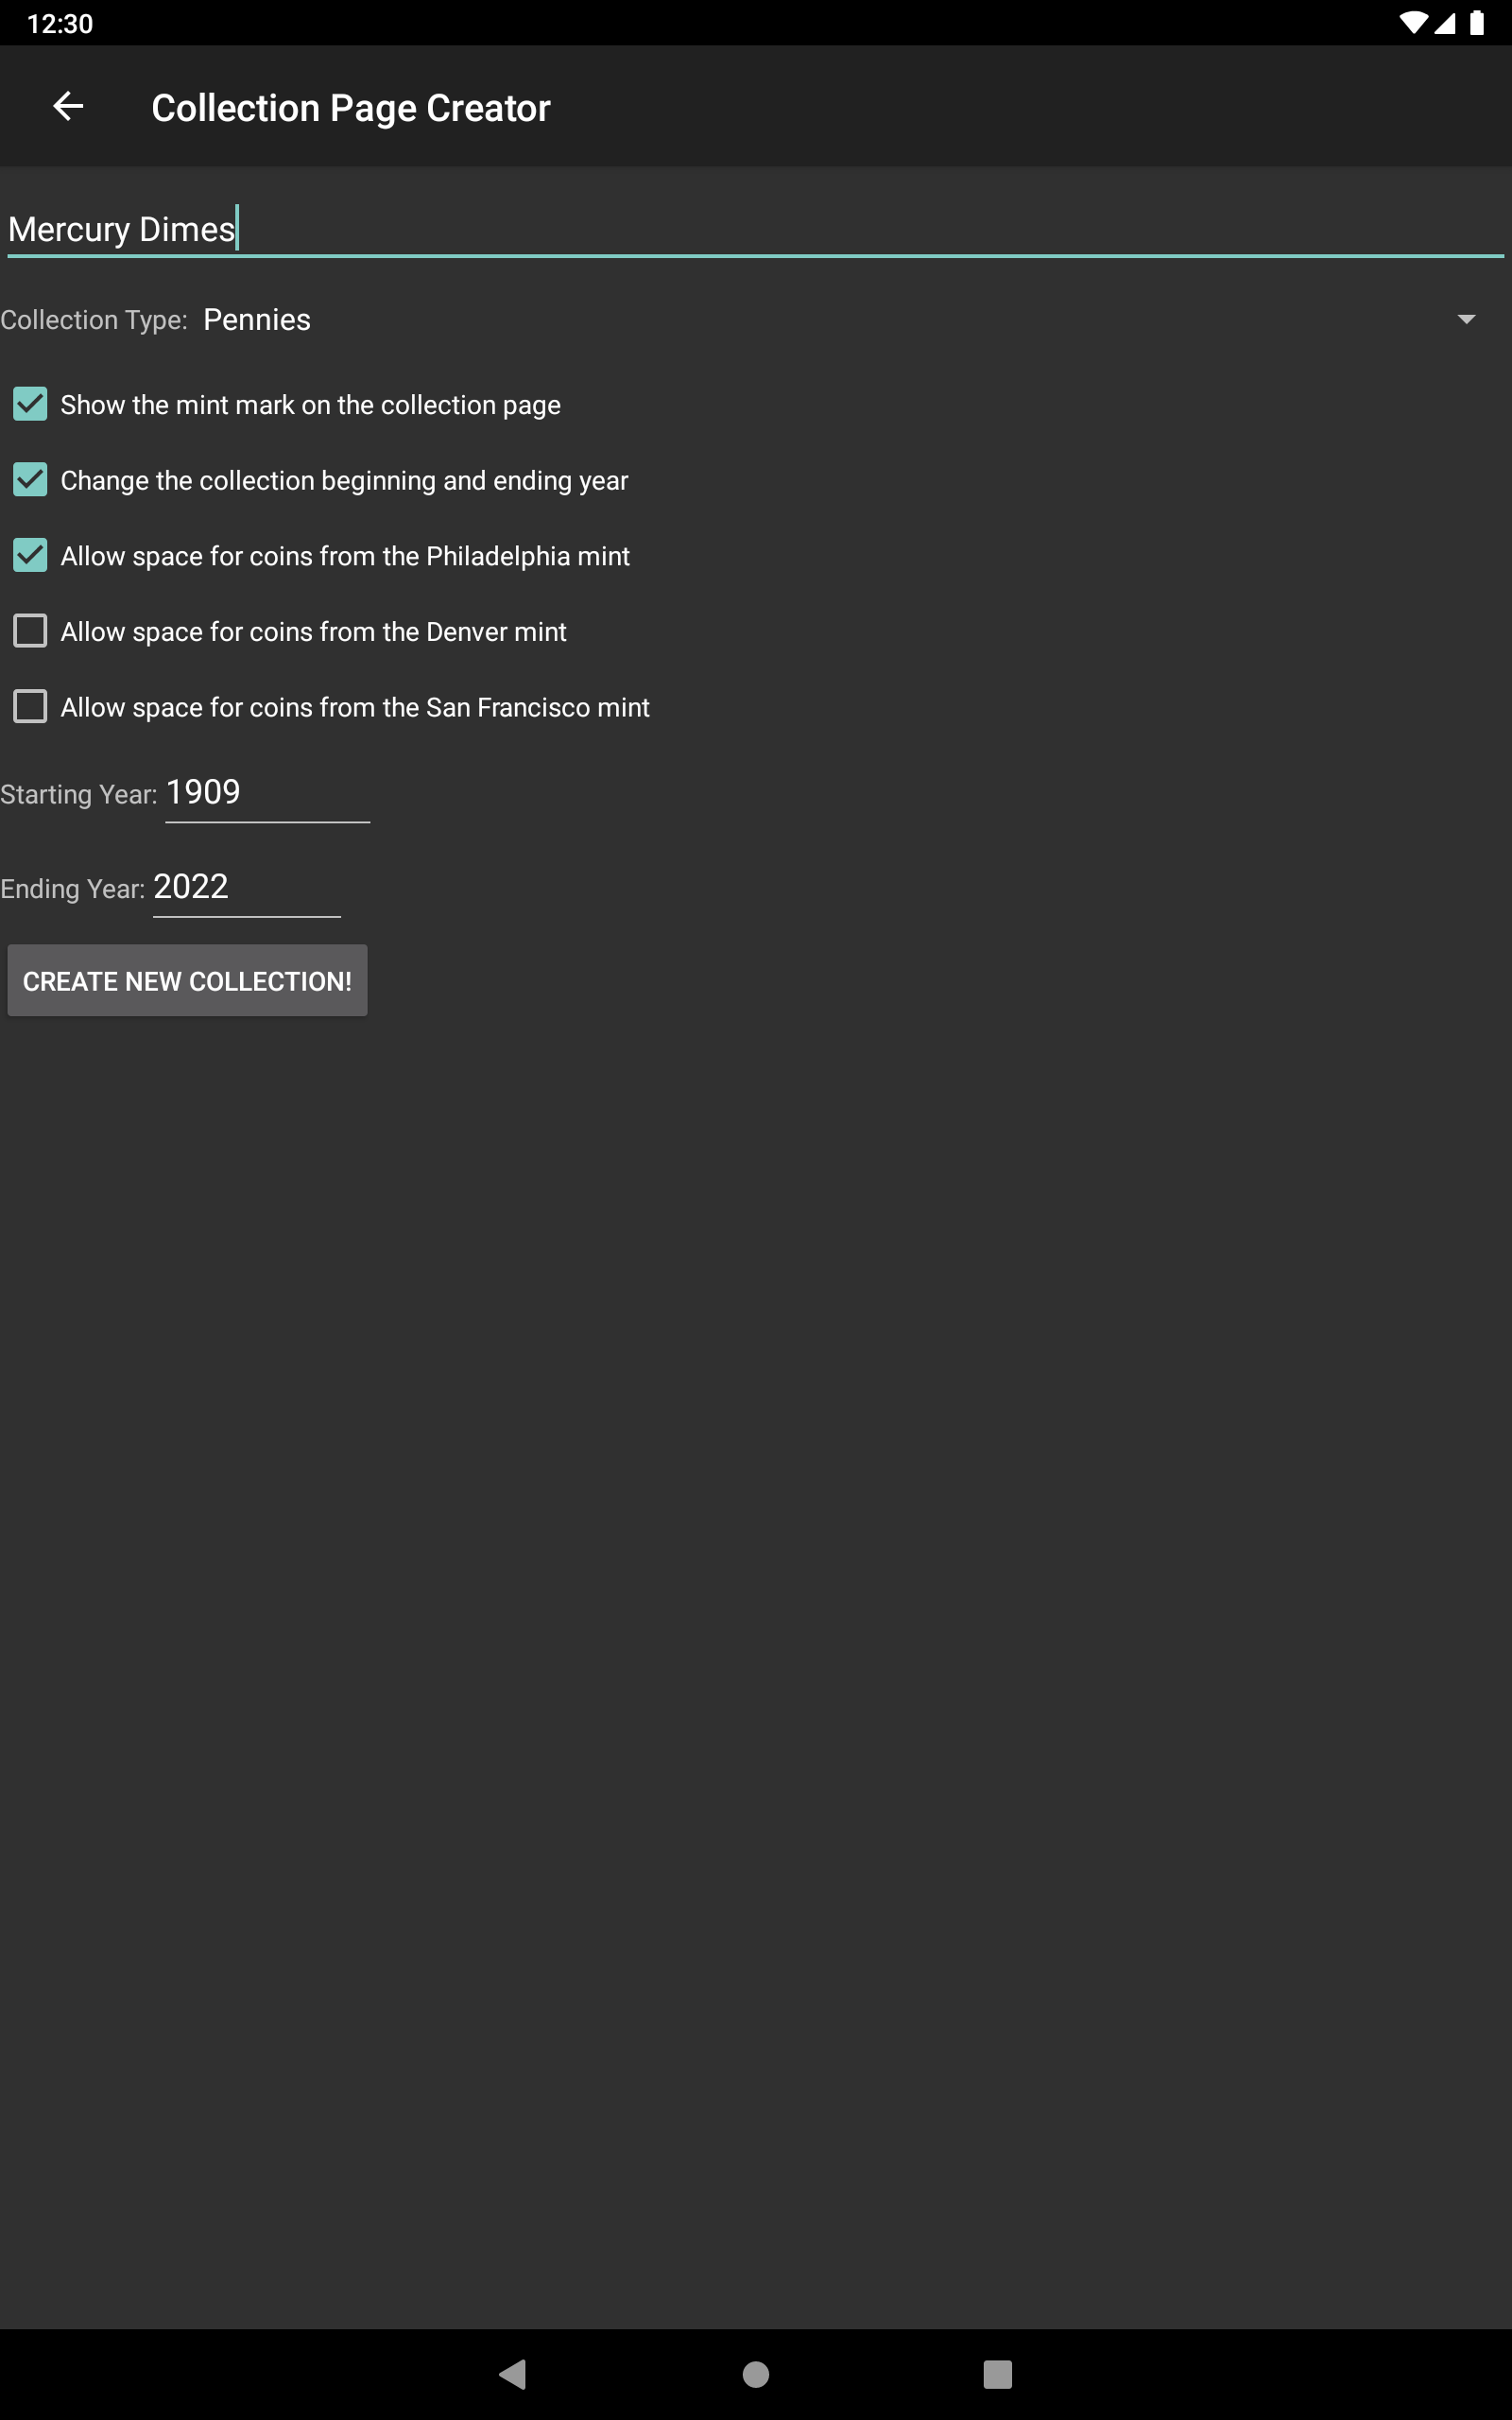 12:30
Collection Page Creator
Mercury Dimes
Collection Type: Pennies
Show the mint mark on the collection page
Change the collection beginning and ending year
Allow space for coins from the Philadelphia mint
Allow space for coins from the Denver mint
Allow space for coins from the San Francisco mint
Starting Year: 1909
Ending Year: 2022
CREATE NEW COLLECTION!